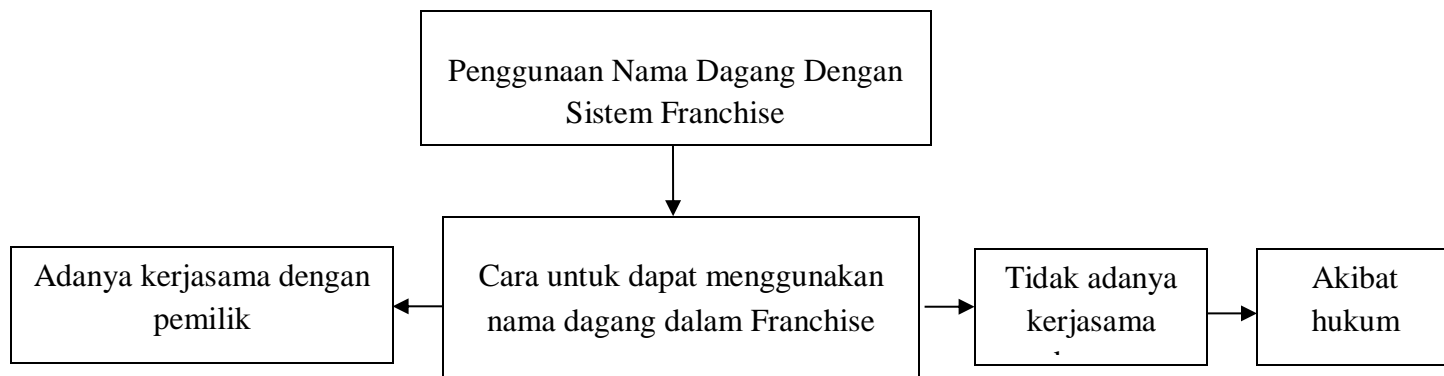 Penggunaan Nama Dagang Dengan
Sistem Franchise
Adanya kerjasama dengan
pemilik
Cara untuk dapat menggunakan
nama dagang dalam Franchise
Tidak adanya
kerjasama
Akibat
hukum